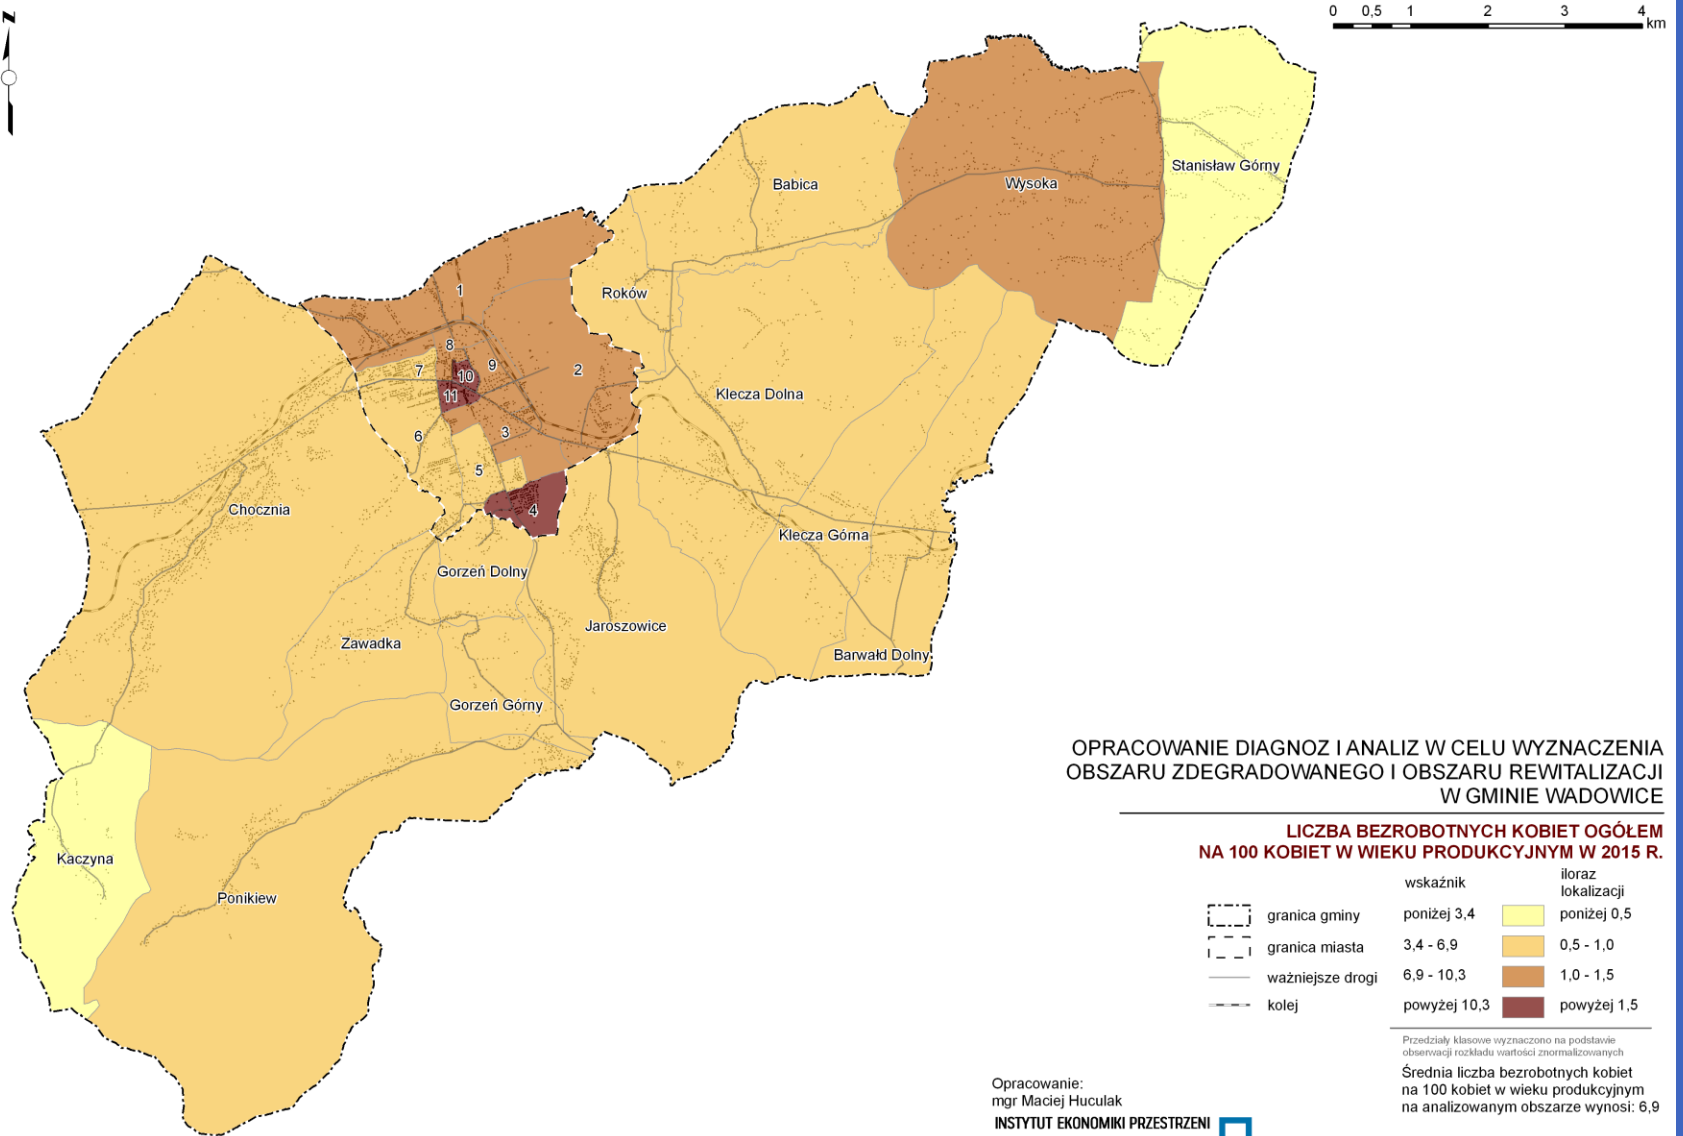 N
0 0,5 1 2 3 4
km
Stanisław Górny
Wysoka
Babica
Roków
1
8
9
7
10
2
11
Klecza Dolna
3
6
5
Chocznia
4
Klecza Górna
Gorzeń Dolny
Jaroszowice
Zawadka
Barwałd Dolny
Gorzeń Górny
Kaczyna
Ponikiew
OPRACOWANIE DIAGNOZ I ANALIZ W CELU WYZNACZENIA
OBSZARU ZDEGRADOWANEGO I OBSZARU REWITALIZACJI
W GMINIE WADOWICE
LICZBA BEZROBOTNYCH KOBIET OGÓŁEM
NA 100 KOBIET W WIEKU PRODUKCYJNYM W 2015 R.
wskaźnik
iloraz
lokalizacji
granica gminy poniżej 3,4 poniżej 0,5
granica miasta 3,4 - 6,9 0,5 - 1,0
ważniejsze drogi 6,9 - 10,3 1,0 - 1,5
kolej powyżej 10,3 powyżej 1,5
Przedziały klasowe wyznaczono na podstawie
obserwacji rozkładu wartości znormalizowanych
Średnia liczba bezrobotnych kobiet
na 100 kobiet w wieku produkcyjnym
na analizowanym obszarze wynosi: 6,9
Opracowanie:
mgr Maciej Huculak
INSTYTUT EKONOMIKI PRZESTRZENI